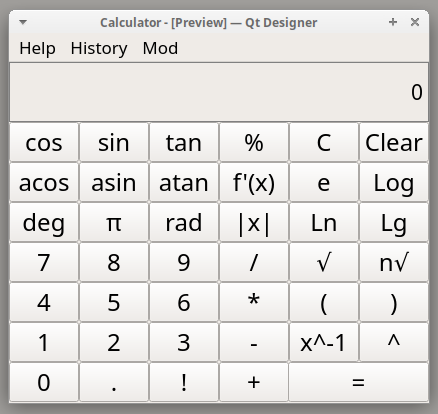 Calculator - [Preview] — Qt Designer
Help History Mod
0
cos sin tan % C Clear
acos asin atan f'(x) e Log
deg π rad |x| Ln Lg
7 8 9 / √ n√
4 5 6 * ( )
1 2 3 - x^-1 ^
0 . ! + =